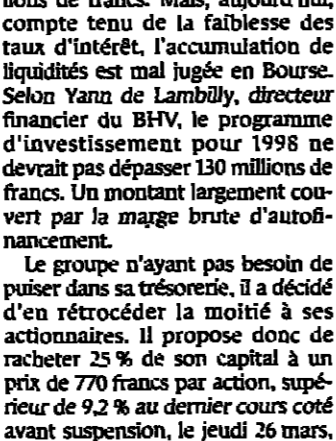 lions de francs. Mais, aujourd'hui,
compte tenu de la faiblesse des
taux d'intérêt, l'accumulation de
liquidités est mal jugée en Bourse.
Selon Yann de Lambilly, directeur
financier du BHV, le programme
d'investissement pour 1998 ne
devrait pas dépasser 130 millions de
francs. Un montant largement cou-
vert par la marge brute d'autofi-
nancement.
Le groupe n'ayant pas besoin de
puiser dans sa trésorerie, il a décidé
d'en rétrocéder la moitié à ses
actionnaires. Il propose donc de
racheter 25 % de son capital à un
prix de 770 francs par action, supé-
rieur de 9,2 % au dernier cours coté
avant suspension, le jeudi 26 mars.